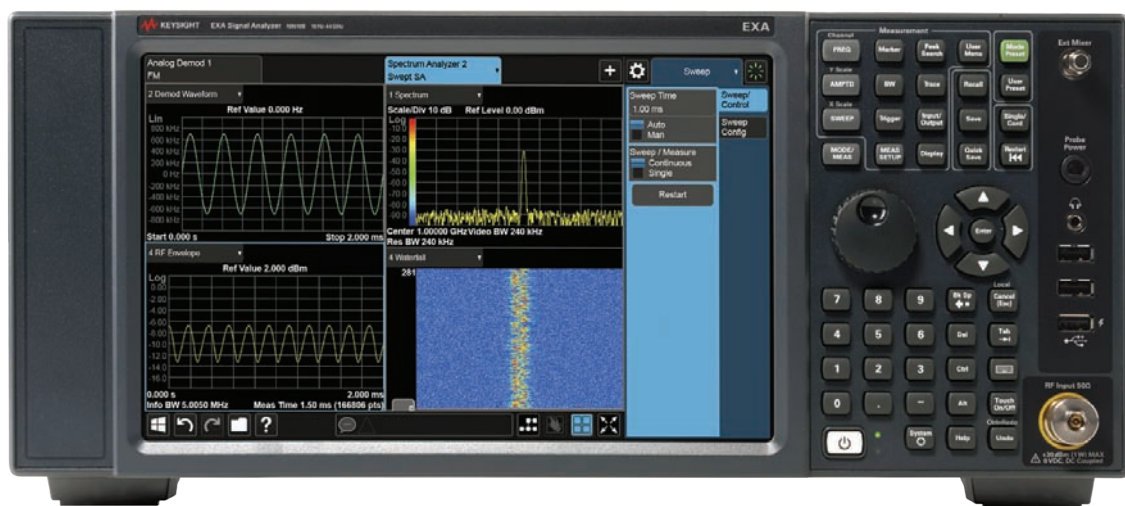 KEYSIGHT EXA Signal Analyzer
EXA
Analog Demod 1
FM
Spectrum Analyzer 2
Swept SA
Sweep
2 Demod Waveform
Ref Value 0.000 Hz
Lin
600 kHz
400 kHz
200 kHz
0 Hz
-200 kHz
-400 kHz
-600 kHz
Start 0.000 s Stop 2.000 ms
1 Spectrum
Scale/Div 10 dB Ref Level 0.00 dBm
Log
-10.0
-20.0
-30.0
-40.0
-50.0
-60.0
-70.0
-80.0
-90.0
Center 1.00000 GHz Video BW 240 kHz
Res BW 240 kHz
4 RF Envelope
Ref Value 2.000 dBm
Log
0.00
-2.00
-4.00
-6.00
-8.00
-10.0
-12.0
-14.0
-16.0
0.000 s 2.000 ms
Info BW 5.0050 MHz Meas Time 1.50 ms (166806 pts)
4 Waterfall
281
Sweep Time
1.00 ms
Auto
Man
Sweep / Measure
Continuous
Single
Restart
Sweep/
Control
Sweep
Config
?
Channel
Measurement
FREQ
Marker
Peak Search
User Menu
Mode Preset
Y Scale
AMPTD
BW
Trace
Recall
User Preset
X Scale
SWEEP
Trigger
Input/ Output
Save
Single/ Cont
MODE/ MEAS
MEAS SETUP
Display
Quick Save
Restart
Enter
Local
7
8
9
Bk Sp
Cancel (Esc)
4
5
6
Del
Tab
1
2
3
Ctrl
0
.
-
Alt
Touch On/Off
System
Help
Undo
Ext Mixer
Probe Power
RF Input 50Ω
+30 dBm (1W) MAX
0 VDC, DC Coupled